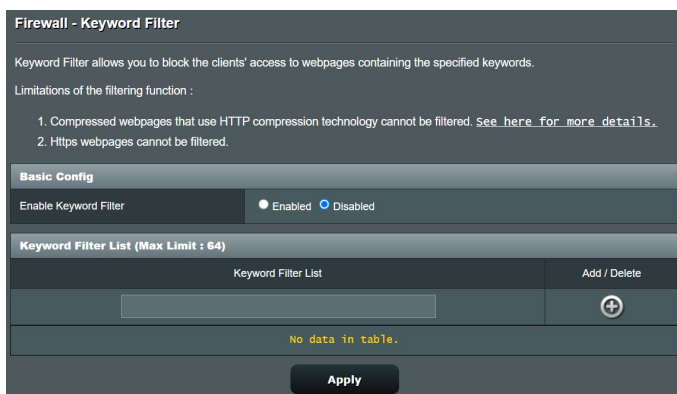 Firewall - Keyword Filter
Keyword Filter allows you to block the clients' access to webpages containing the specified keywords.
Limitations of the filtering function :
1. Compressed webpages that use HTTP compression technology cannot be filtered. See here for more details.
2. Https webpages cannot be filtered.
Basic Config
Enable Keyword Filter Enabled Disabled
Keyword Filter List (Max Limit : 64)
Keyword Filter List Add / Delete
No data in table.
Apply